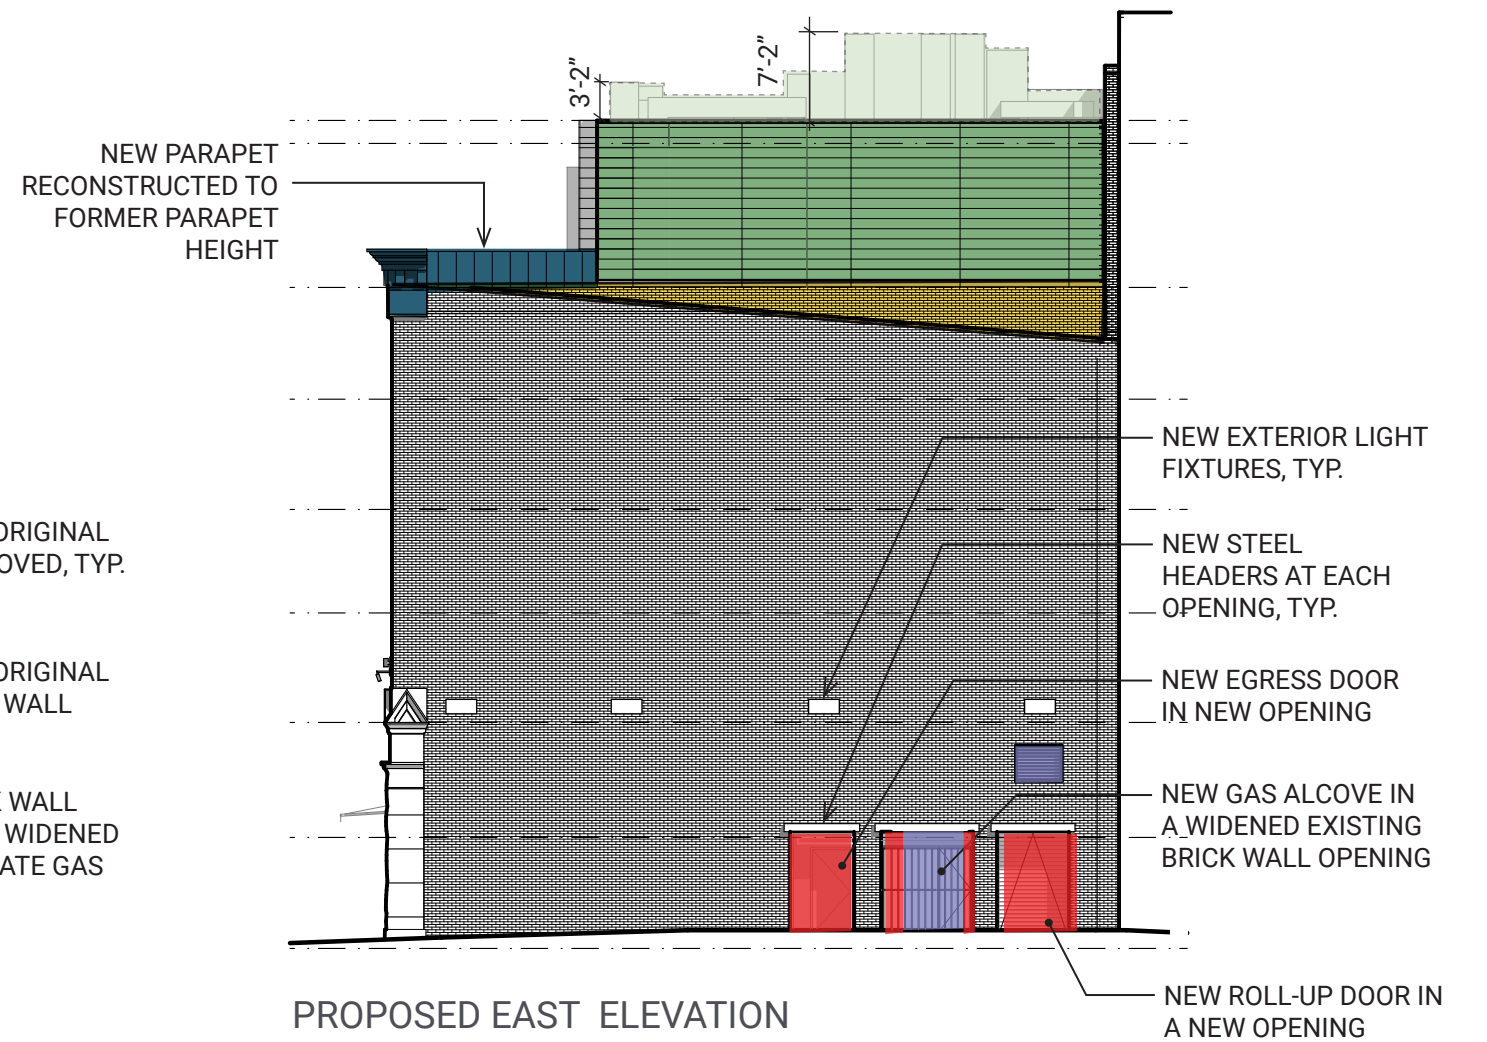 3'-2"
7'-2"
NEW PARAPET
RECONSTRUCTED TO
FORMER PARAPET
HEIGHT
ORIGINAL
OVED, TYP.
ORIGINAL
WALL
WALL
WIDENED
ATE GAS
NEW EXTERIOR LIGHT
FIXTURES, TYP.
NEW STEEL
HEADERS AT EACH
OPENING, TYP.
NEW EGRESS DOOR
IN NEW OPENING
NEW GAS ALCOVE IN
A WIDENED EXISTING
BRICK WALL OPENING
NEW ROLL-UP DOOR IN
A NEW OPENING
PROPOSED EAST ELEVATION